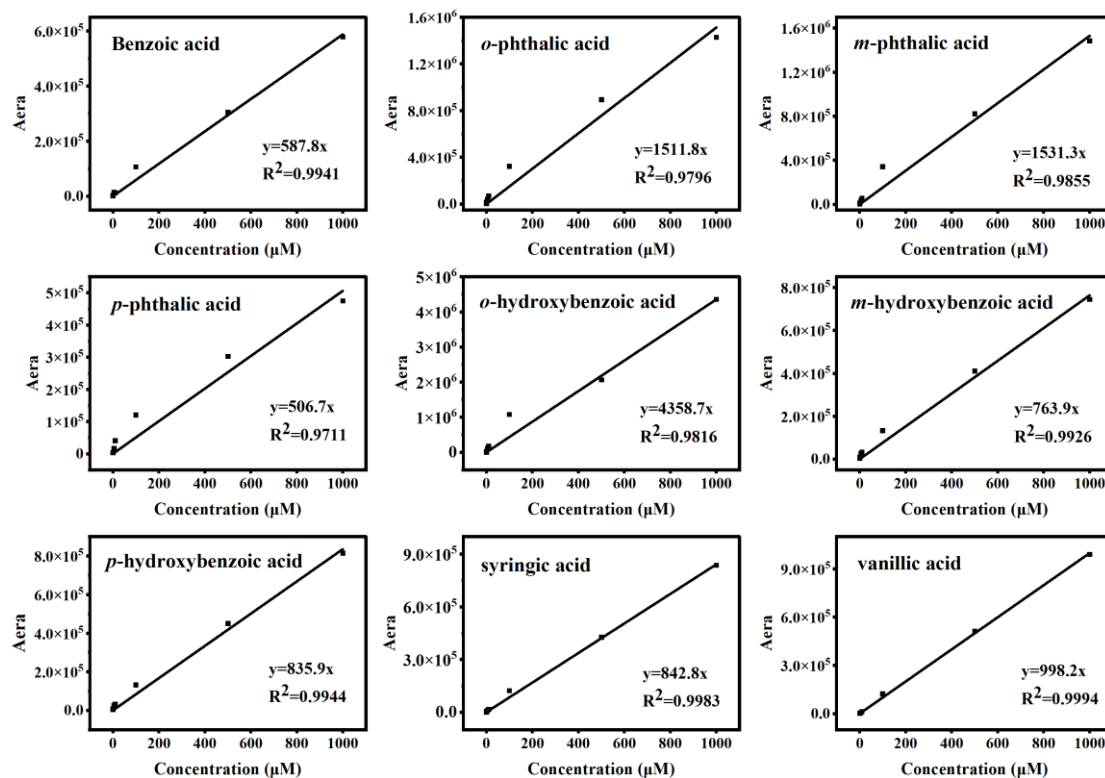 Benzoic acid
6.0×10⁵
4.0×10⁵
2.0×10⁵
0.0
Aera
y=587.8x
R²=0.9941
0 200 400 600 800 1000
Concentration (μM)
o-phthalic acid
1.6×10⁶
1.2×10⁶
8.0×10⁵
4.0×10⁵
0.0
Aera
y=1511.8x
R²=0.9796
0 200 400 600 800 1000
Concentration (μM)
m-phthalic acid
1.6×10⁶
1.2×10⁶
8.0×10⁵
4.0×10⁵
0.0
Aera
y=1531.3x
R²=0.9855
0 200 400 600 800 1000
Concentration (μM)
p-phthalic acid
5×10⁵
4×10⁵
3×10⁵
2×10⁵
1×10⁵
0
Aera
y=506.7x
R²=0.9711
0 200 400 600 800 1000
Concentration (μM)
o-hydroxybenzoic acid
5×10⁶
4×10⁶
3×10⁶
2×10⁶
1×10⁶
0
Aera
y=4358.7x
R²=0.9816
0 200 400 600 800 1000
Concentration (μM)
m-hydroxybenzoic acid
8.0×10⁵
6.0×10⁵
4.0×10⁵
2.0×10⁵
0.0
Aera
y=763.9x
R²=0.9926
0 200 400 600 800 1000
Concentration (μM)
p-hydroxybenzoic acid
8.0×10⁵
6.0×10⁵
4.0×10⁵
2.0×10⁵
0.0
Aera
y=835.9x
R²=0.9944
0 200 400 600 800 1000
Concentration (μM)
syringic acid
9.0×10⁵
6.0×10⁵
3.0×10⁵
0.0
Aera
y=842.8x
R²=0.9983
0 200 400 600 800 1000
Concentration (μM)
vanillic acid
9.0×10⁵
6.0×10⁵
3.0×10⁵
0.0
Aera
y=998.2x
R²=0.9994
0 200 400 600 800 1000
Concentration (μM)